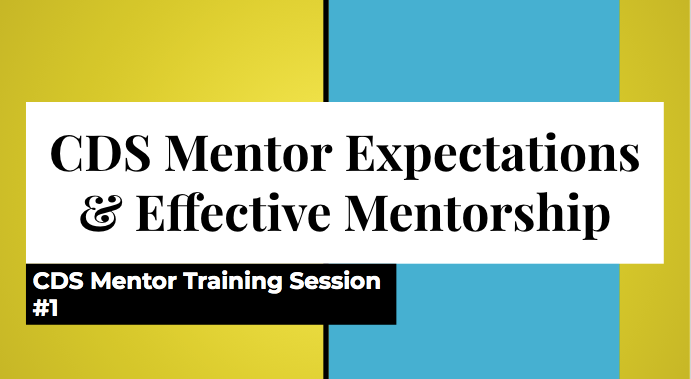 CDS Mentor Expectations
& Effective Mentorship
CDS Mentor Training Session
#1